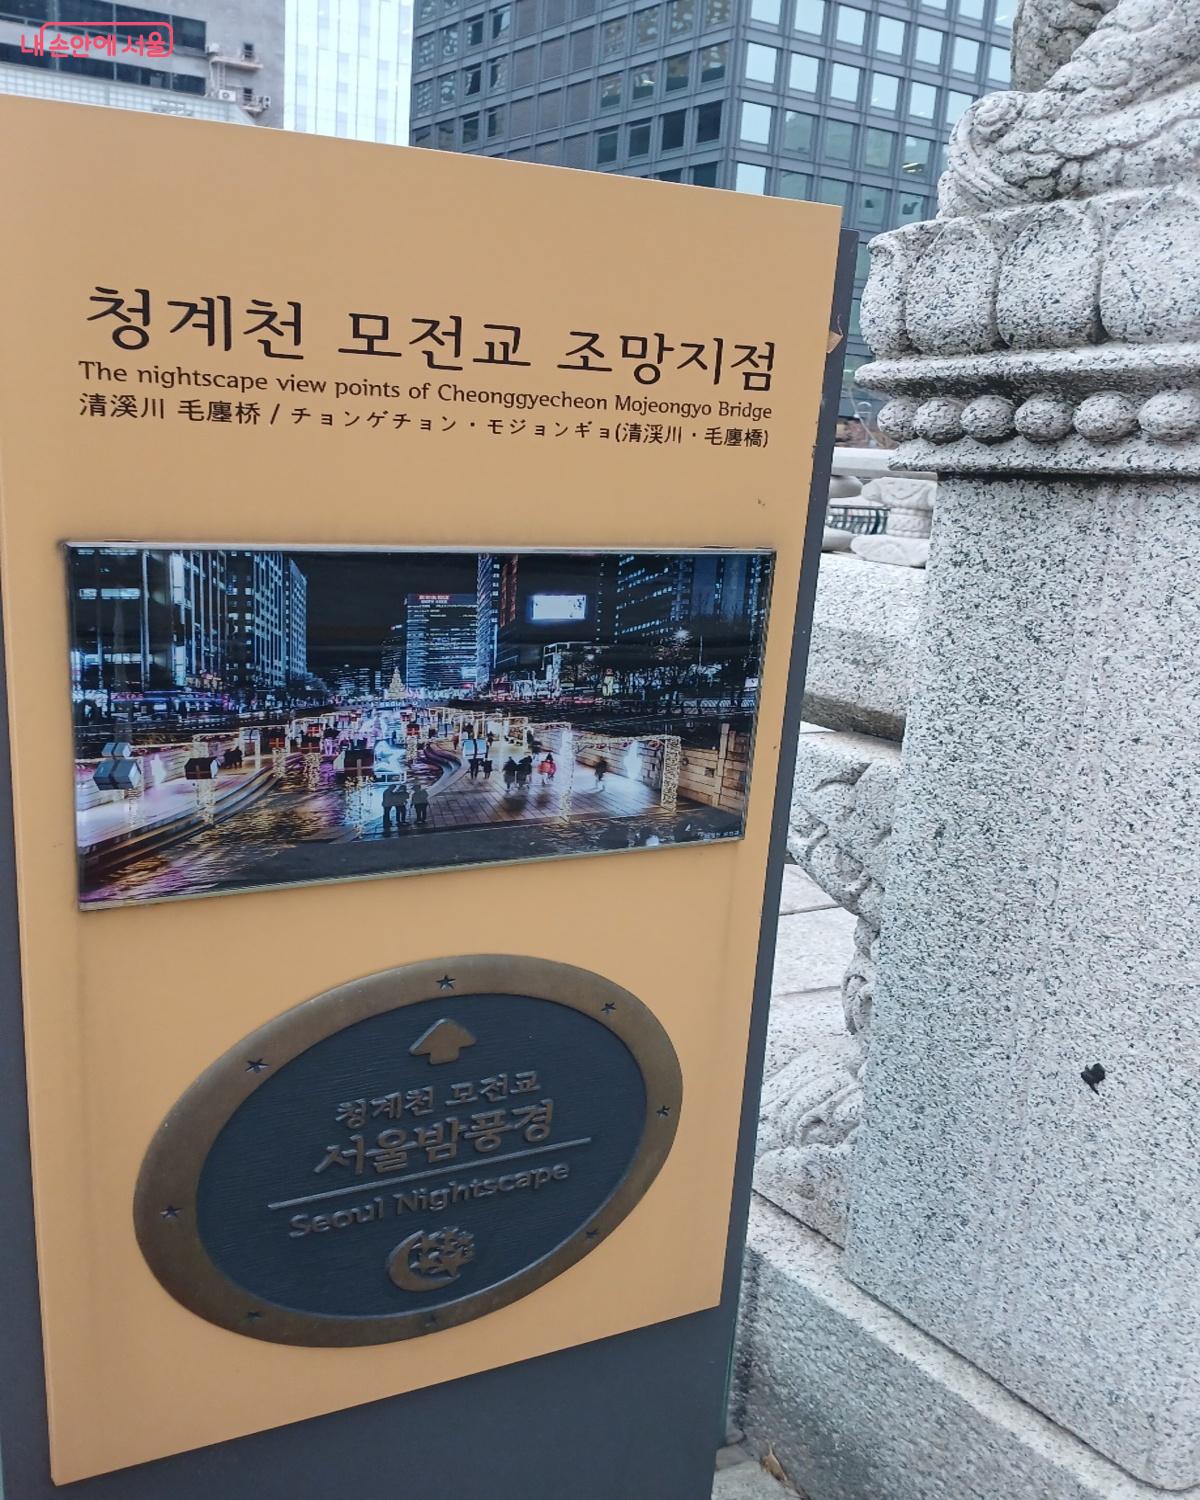 내 손안에 서울
청계천 모전교 조망지점
The nightscape view points of Cheonggyecheon Mojeongyo Bridge
清溪川 毛廛桥 / チョンゲチョン・モジョンギョ(清渓川・毛廛橋)
청계천 모전교
서울밤풍경
Seoul Nightscape